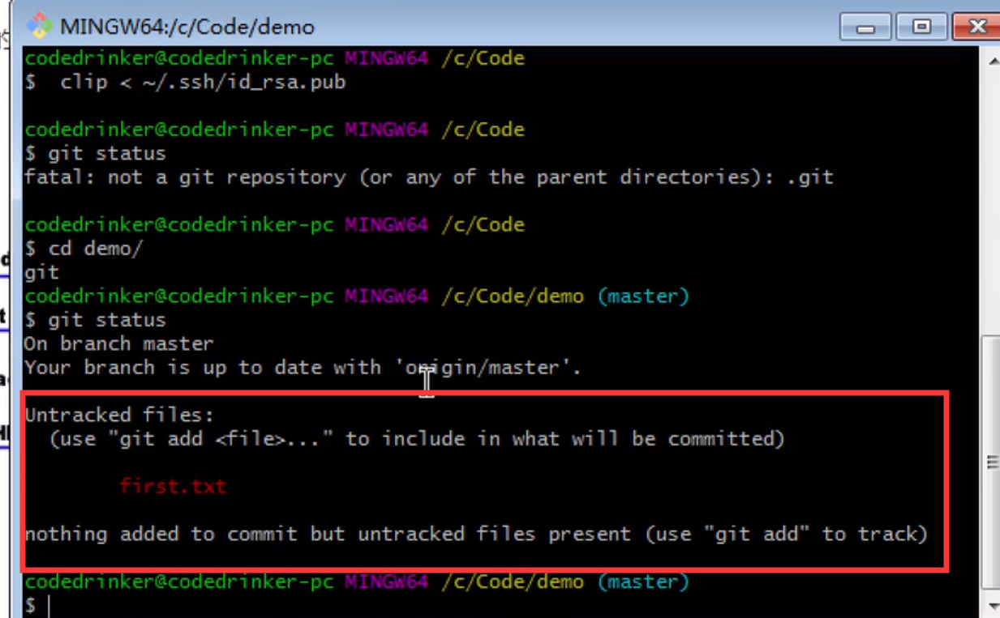 MINGW64:/c/Code/demo
codedrinker@codedrinker-pc MINGW64 /c/Code
$  clip < ~/.ssh/id_rsa.pub
codedrinker@codedrinker-pc MINGW64 /c/Code
$ git status
fatal: not a git repository (or any of the parent directories): .git
codedrinker@codedrinker-pc MINGW64 /c/Code
$ cd demo/
git
codedrinker@codedrinker-pc MINGW64 /c/Code/demo (master)
$ git status
On branch master
Your branch is up to date with 'origin/master'.
Untracked files:
  (use "git add <file>..." to include in what will be committed)
        first.txt
nothing added to commit but untracked files present (use "git add" to track)
codedrinker@codedrinker-pc MINGW64 /c/Code/demo (master)
$